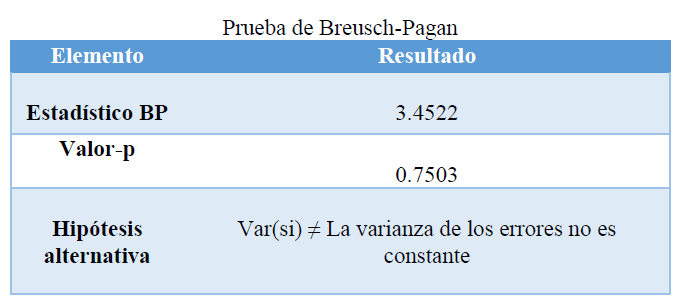 Prueba de Breusch-Pagan
Elemento Resultado
Estadístico BP 3.4522
Valor-p
0.7503
Hipótesis
alternativa
Var(si) ≠ La varianza de los errores no es
constante